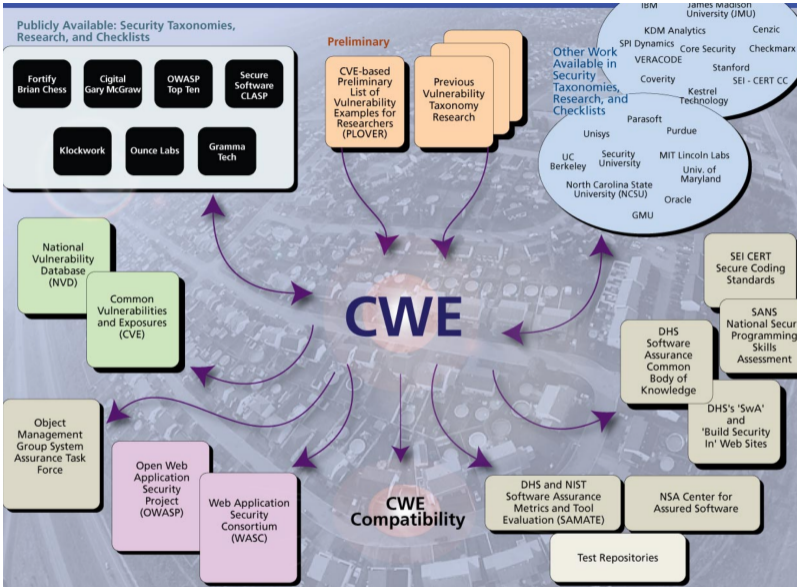 Publicly Available: Security Taxonomies,
Research, and Checklists
Fortify
Brian Chess
Cigital
Gary McGraw
OWASP
Top Ten
Secure
Software
CLASP
Klockwork
Ounce Labs
Gramma
Tech
Preliminary
CVE-based
Preliminary
List of
Vulnerability
Examples for
Researchers
(PLOVER)
Previous
Vulnerability
Taxonomy
Research
Other Work
Available in
Security
Taxonomies,
Research, and
Checklists
IBM
James Madison
University (JMU)
KDM Analytics
Cenzic
SPI Dynamics
Core Security
Checkmarx
VERACODE
Stanford
Coverity
SEI - CERT CC
Kestrel
Technology
Parasoft
Unisys
Purdue
UC
Berkeley
Security
University
MIT Lincoln Labs
Univ. of
Maryland
North Carolina State
University (NCSU)
Oracle
GMU
National
Vulnerability
Database
(NVD)
Common
Vulnerabilities
and Exposures
(CVE)
CWE
SEI CERT
Secure Coding
Standards
SANS
National Secur
Programming
Skills
Assessment
DHS
Software
Assurance
Common
Body of
Knowledge
DHS's 'SwA'
and
'Build Security
In' Web Sites
Object
Management
Group System
Assurance Task
Force
Open Web
Application
Security
Project
(OWASP)
Web Application
Security
Consortium
(WASC)
CWE
Compatibility
DHS and NIST
Software Assurance
Metrics and Tool
Evaluation (SAMATE)
NSA Center for
Assured Software
Test Repositories